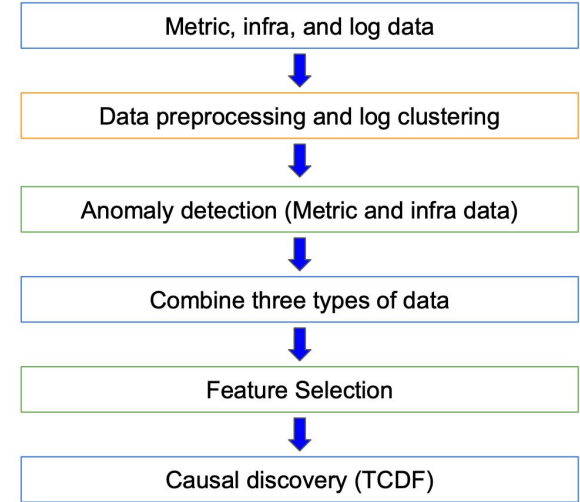 Metric, infra, and log data
Data preprocessing and log clustering
Anomaly detection (Metric and infra data)
Combine three types of data
Feature Selection
Causal discovery (TCDF)